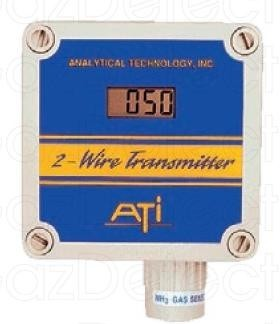 ANALYTICAL TECHNOLOGY, INC
050
2-Wire Transmitter
ATi
NH3 GAS SENS